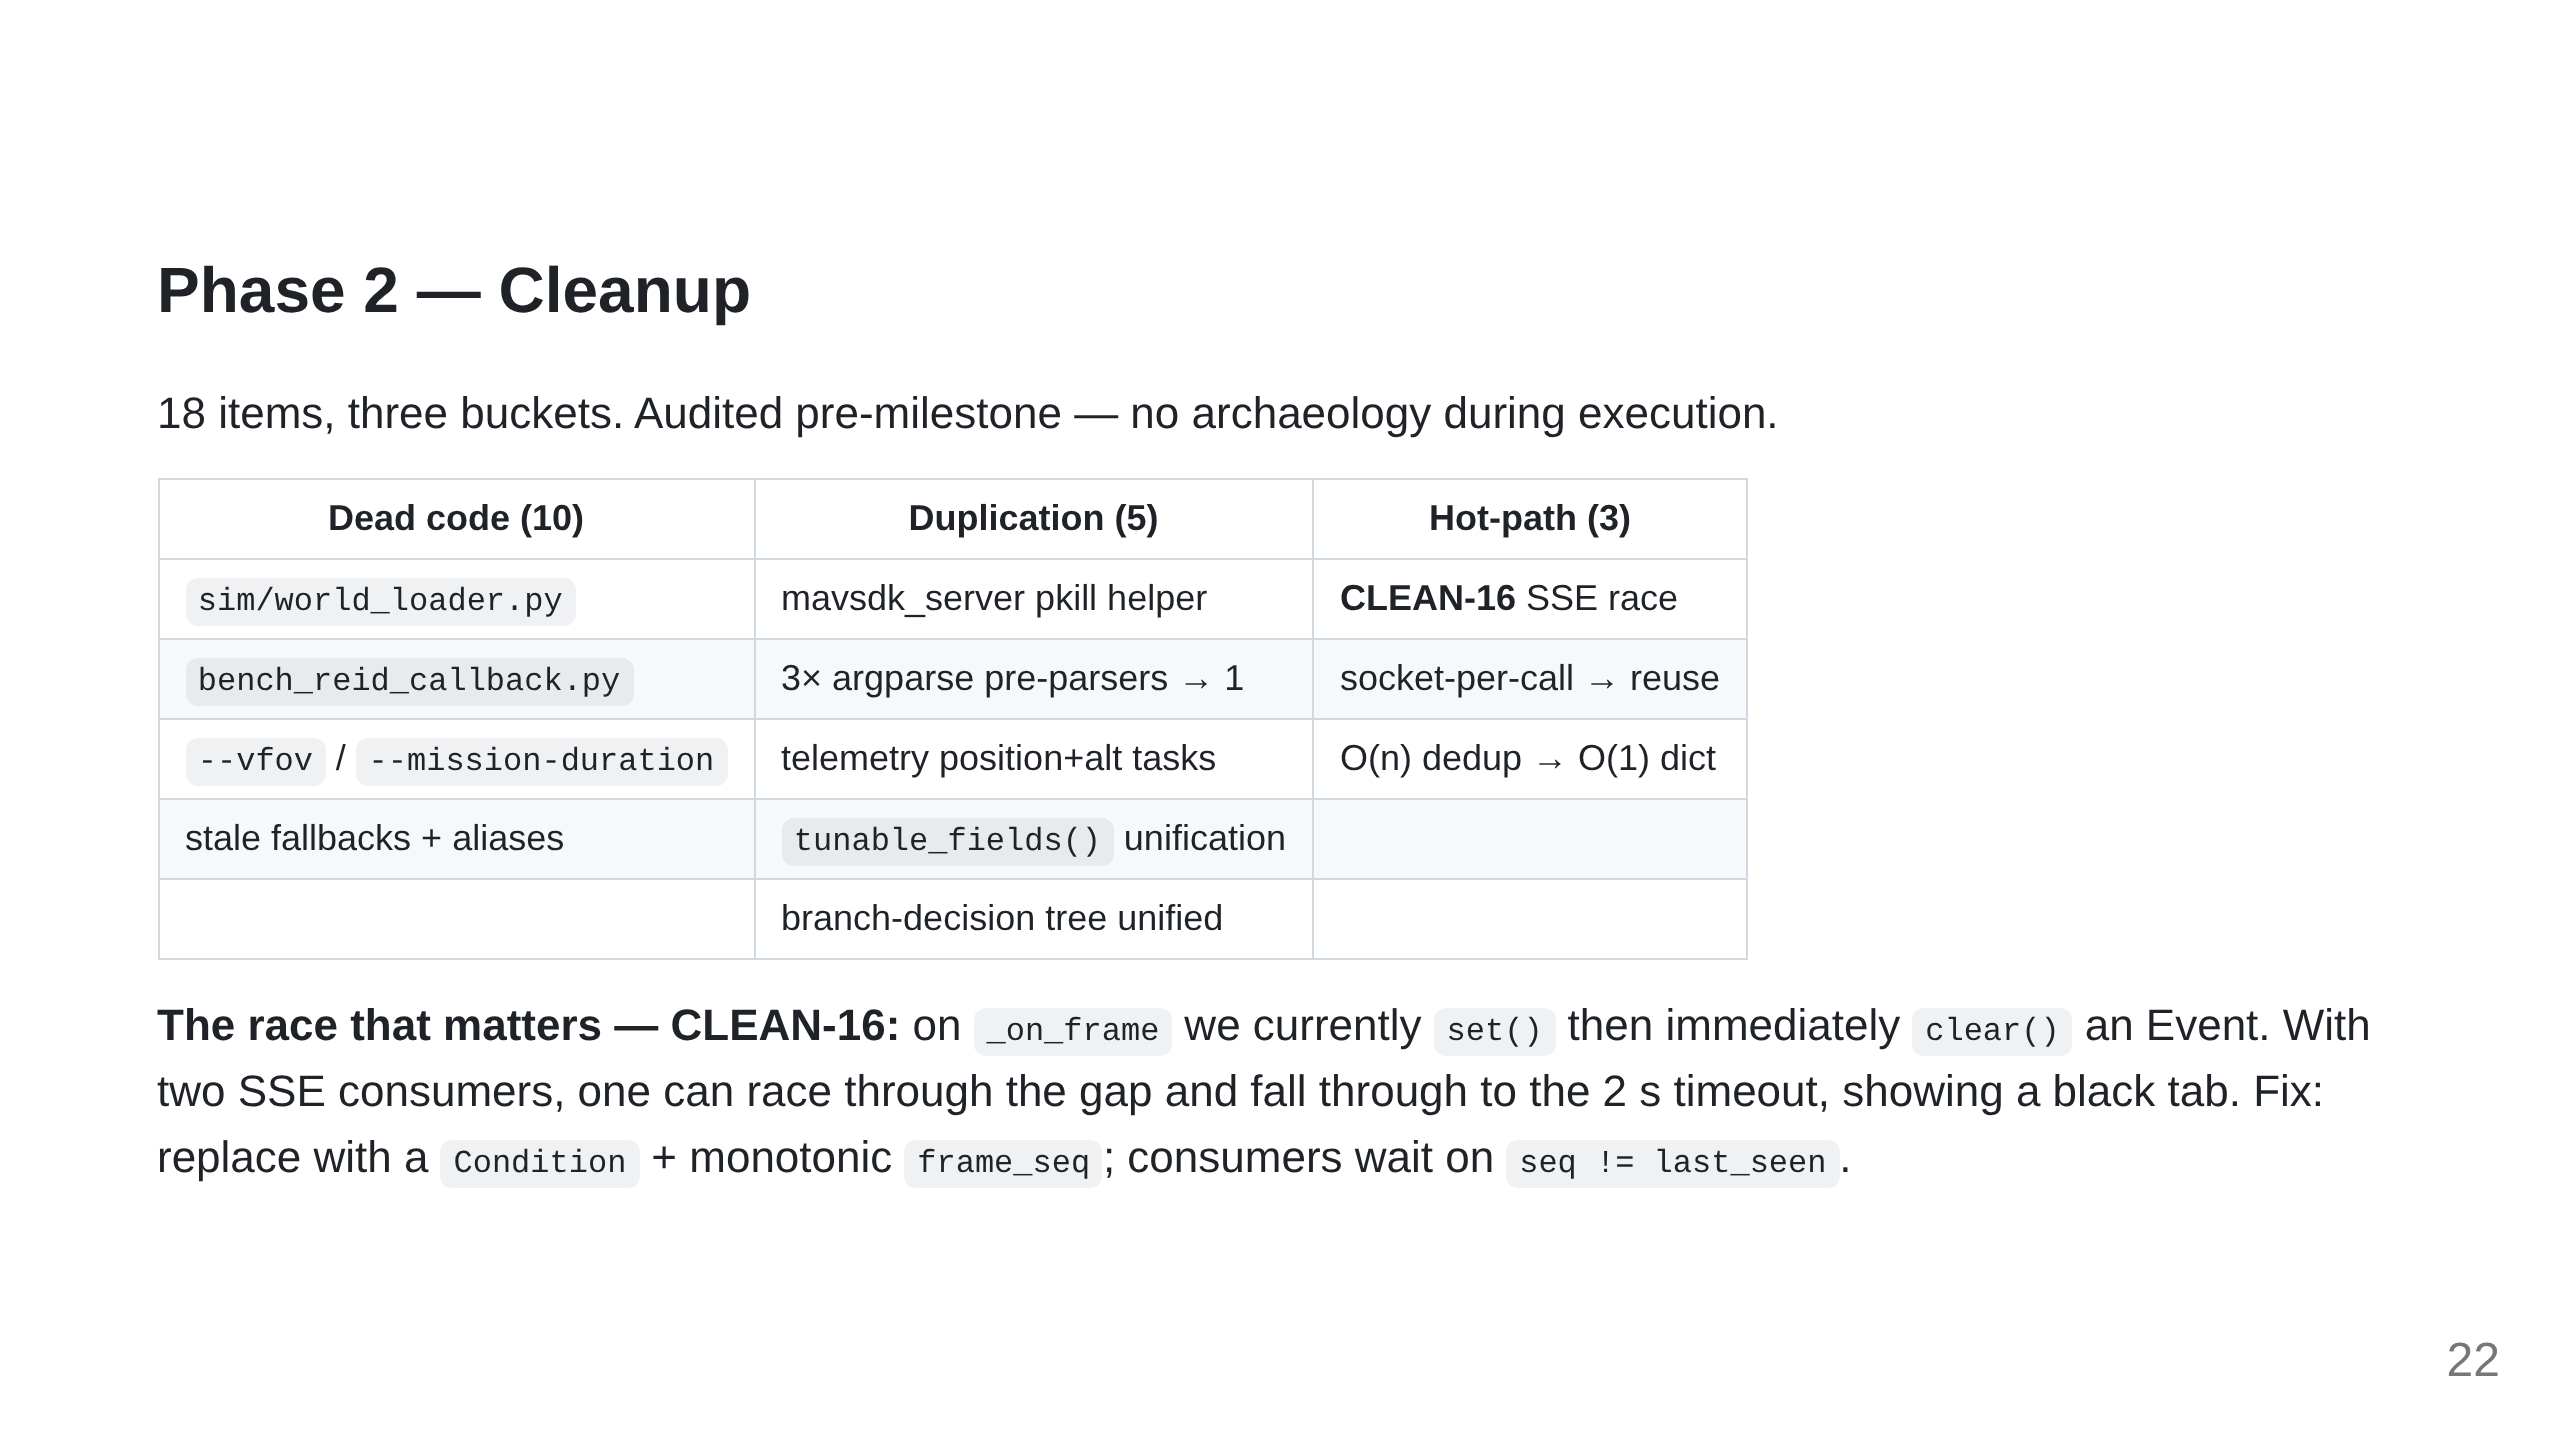 Phase 2 — Cleanup
18 items, three buckets. Audited pre-milestone — no archaeology during execution.
Dead code (10) Duplication (5) Hot-path (3)
sim/world_loader.py mavsdk_server pkill helper CLEAN-16 SSE race
bench_reid_callback.py 3× argparse pre-parsers → 1 socket-per-call → reuse
--vfov / --mission-duration telemetry position+alt tasks O(n) dedup → O(1) dict
stale fallbacks + aliases tunable_fields() unification
branch-decision tree unified
The race that matters — CLEAN-16: on _on_frame we currently set() then immediately clear() an Event. With
two SSE consumers, one can race through the gap and fall through to the 2 s timeout, showing a black tab. Fix:
replace with a Condition + monotonic frame_seq; consumers wait on seq != last_seen.
22